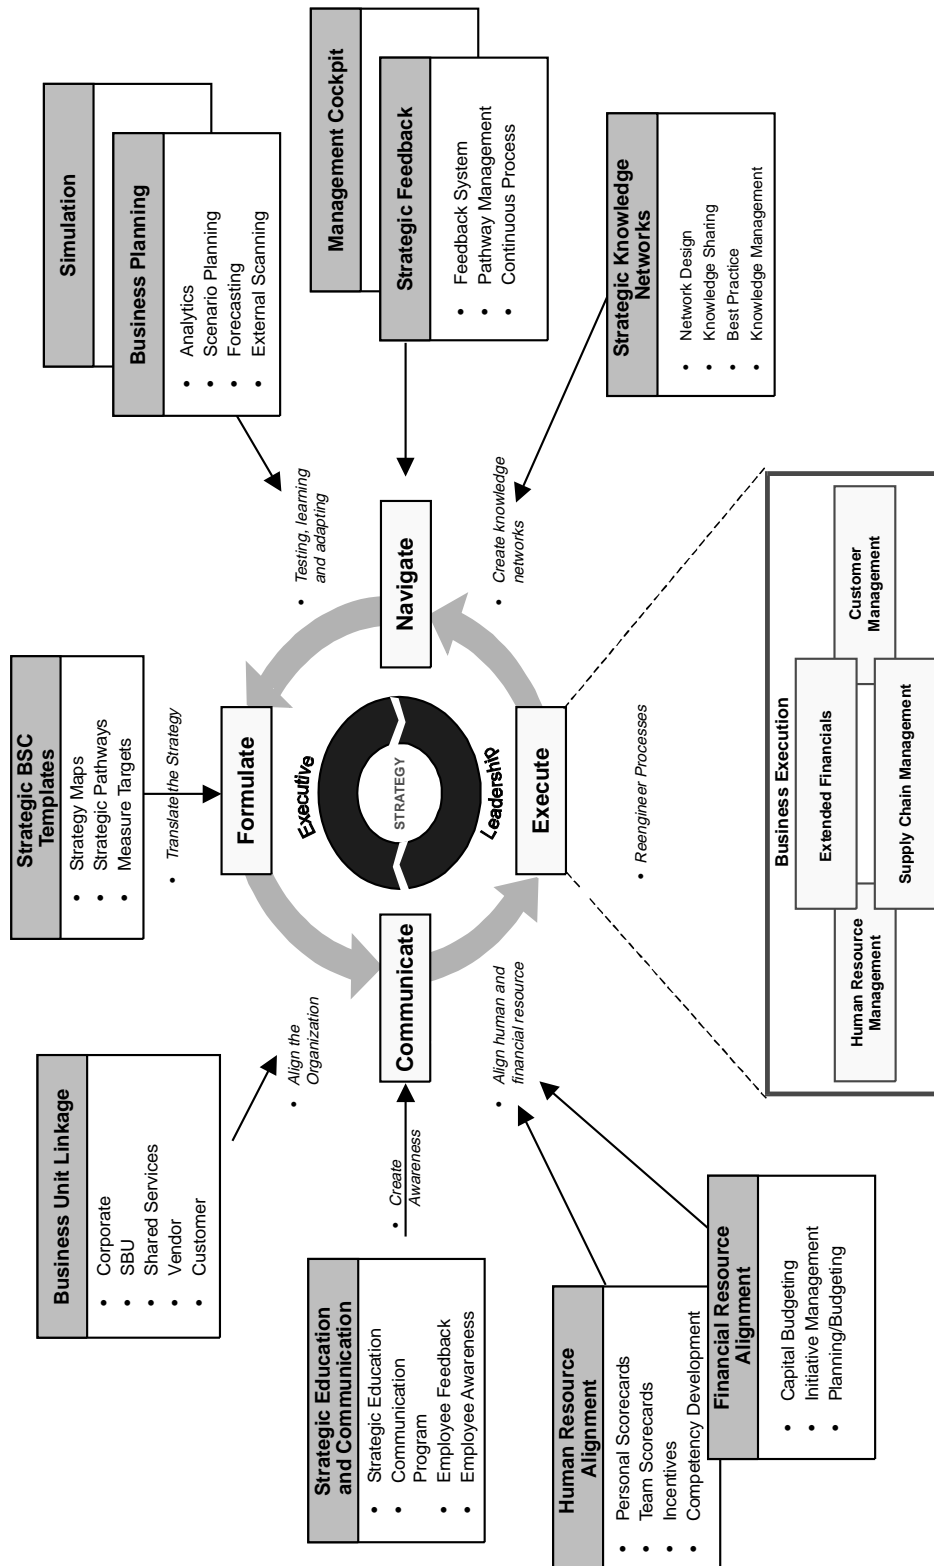 Business Unit Linkage
• Corporate
• SBU
• Shared Services
• Vendor
• Customer
Strategic BSC
Templates
• Strategy Maps
• Strategic Pathways
• Measure Targets
Simulation
Business Planning
• Analytics
• Scenario Planning
• Forecasting
• External Scanning
• Align the
Organization
• Translate the Strategy
• Testing, learning
and adapting
Formulate
Strategic Education
and Communication
• Strategic Education
• Communication
Program
• Employee Feedback
• Employee Awareness
• Create
Awareness
Communicate
Executive
STRATEGY
Leadership
Navigate
Management Cockpit
Strategic Feedback
• Feedback System
• Pathway Management
• Continuous Process
• Align human and
financial resource
Execute
• Create knowledge
networks
• Reengineer Processes
Human Resource
Alignment
• Personal Scorecards
• Team Scorecards
• Incentives
• Competency Development
Financial Resource
Alignment
• Capital Budgeting
• Initiative Management
• Planning/Budgeting
Strategic Knowledge
Networks
• Network Design
• Knowledge Sharing
• Best Practice
• Knowledge Management
Business Execution
Extended Financials
Human Resource
Management
Customer
Management
Supply Chain Management